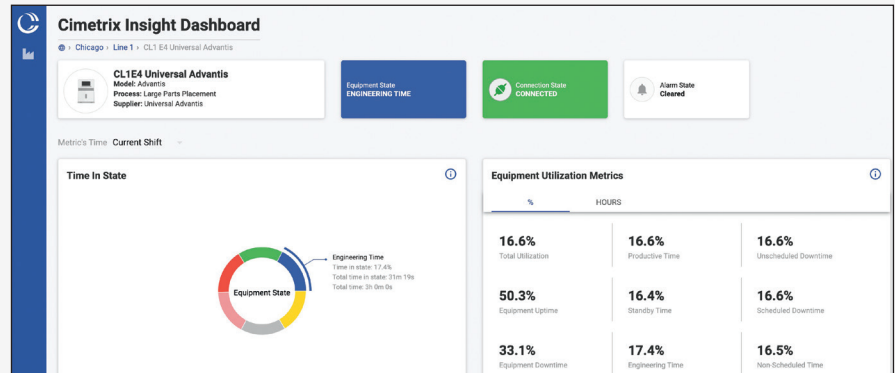 Cimetrix Insight Dashboard
Chicago › Line 1 › CL1 E4 Universal Advantis
CL1E4 Universal Advantis
Model: Advantis
Process: Large Parts Placement
Supplier: Universal Advantis
Equipment State
ENGINEERING TIME
Connection State
CONNECTED
Alarm State
Cleared
Metric's Time Current Shift
Time In State
Engineering Time
Time in state: 17.4%
Total time in state: 31m 19s
Total time: 3h 0m 0s
Equipment State
Equipment Utilization Metrics
% HOURS
16.6% 16.6% 16.6%
Total Utilization Productive Time Unscheduled Downtime
50.3% 16.4% 16.6%
Equipment Uptime Standby Time Scheduled Downtime
33.1% 17.4% 16.5%
Equipment Downtime Engineering Time Non-Scheduled Time